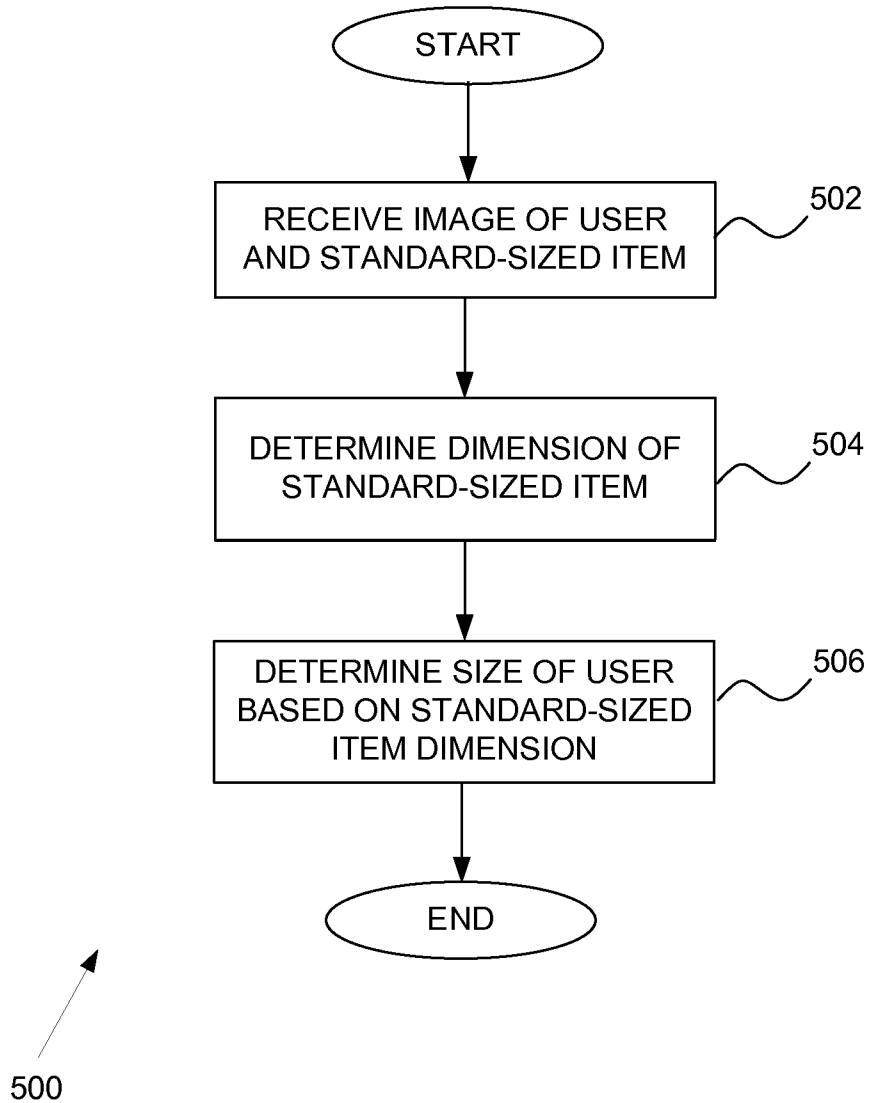 START
RECEIVE IMAGE OF USER
AND STANDARD-SIZED ITEM
502
DETERMINE DIMENSION OF
STANDARD-SIZED ITEM
504
DETERMINE SIZE OF USER
BASED ON STANDARD-SIZED
ITEM DIMENSION
506
END
500